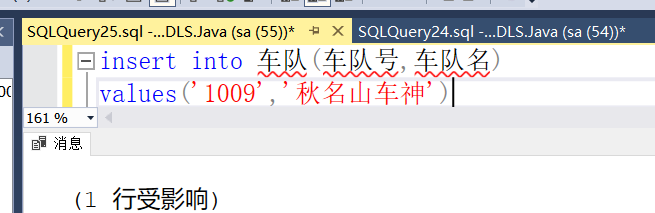 SQLQuery25.sql -...DLS.Java (sa (55))* SQLQuery24.sql -...DLS.Java (sa (54))*
insert into 车队(车队号,车队名)
values('1009','秋名山车神')
161 %
消息
(1 行受影响)